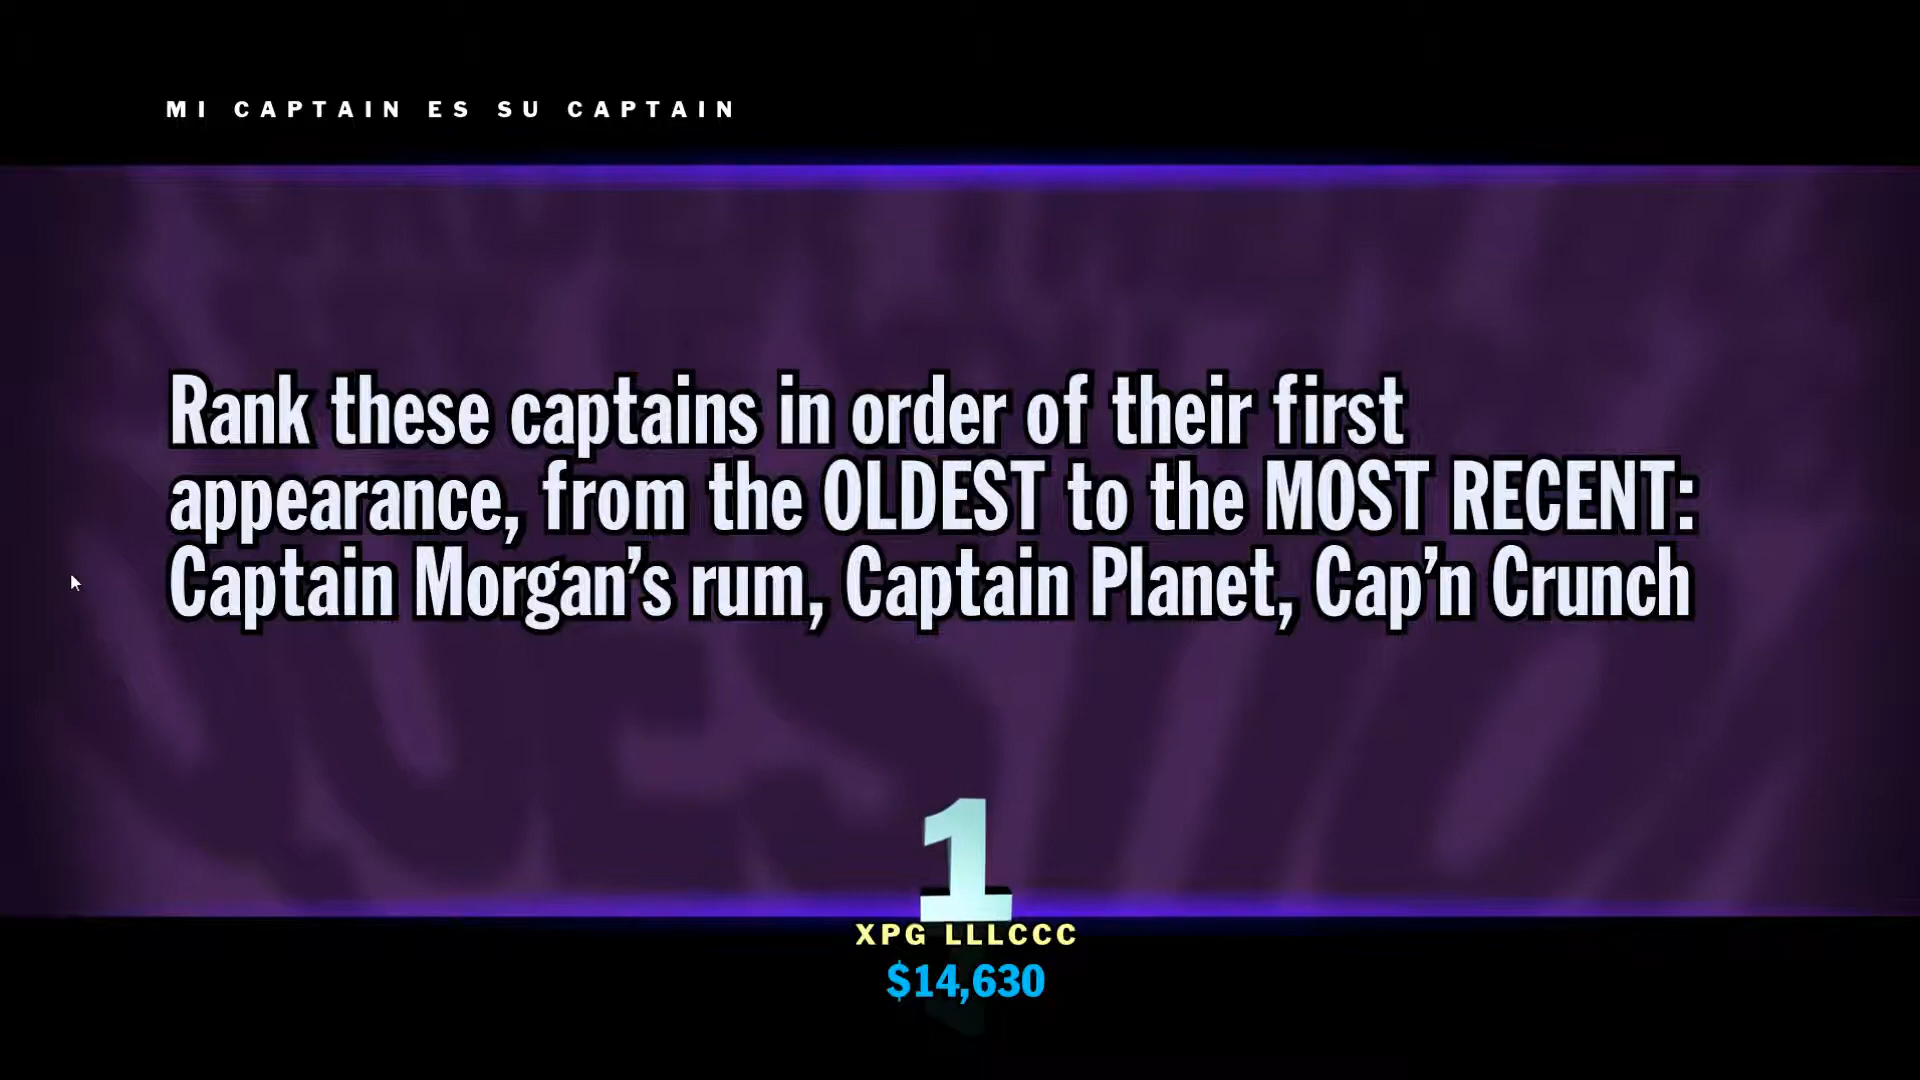 MI CAPTAIN ES SU CAPTAIN
Rank these captains in order of their first
appearance, from the OLDEST to the MOST RECENT:
Captain Morgan’s rum, Captain Planet, Cap’n Crunch
1
XPG LLLCCC
$14,630